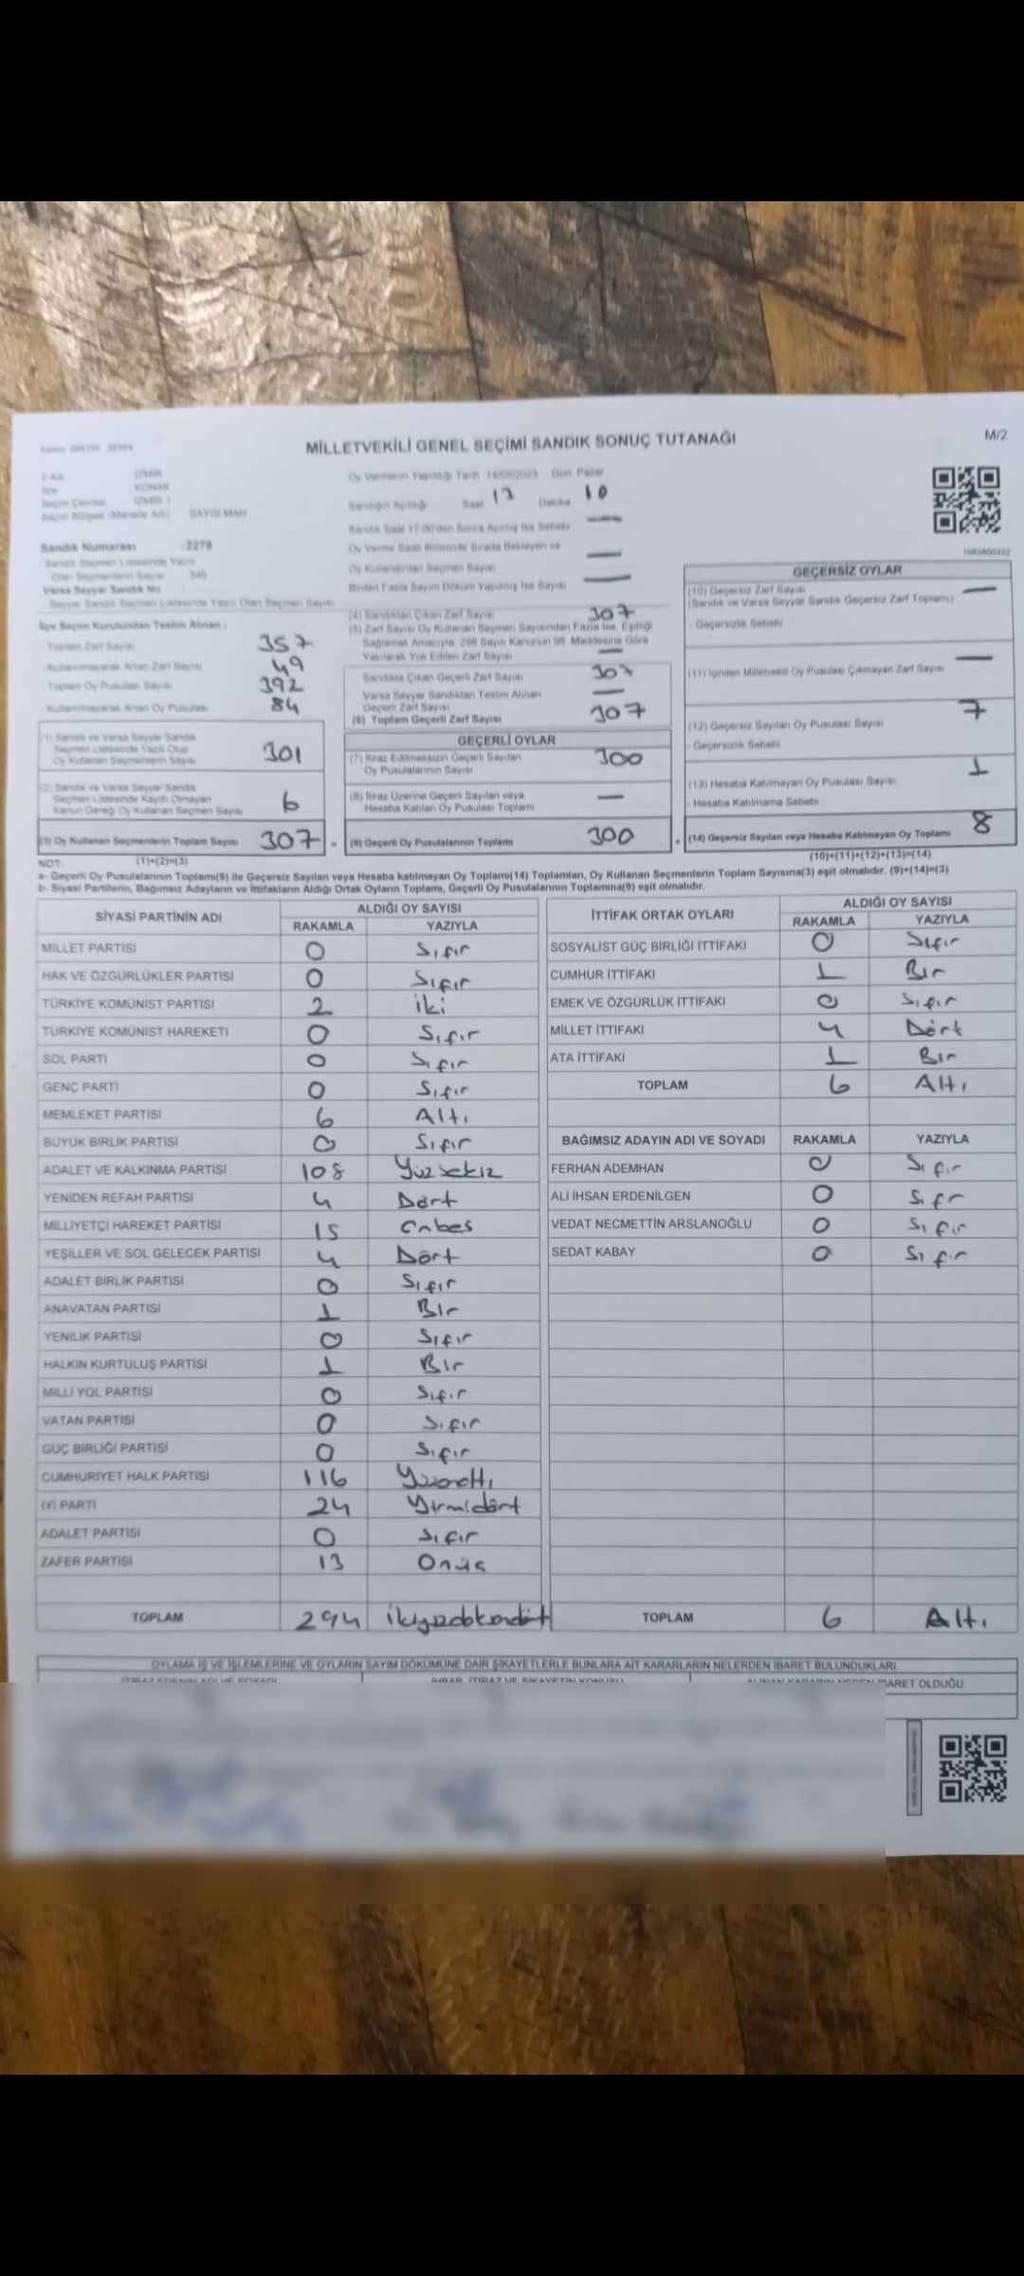 MİLLETVEKİLİ GENEL SEÇİMİ SANDIK SONUÇ TUTANAĞI
M/2
İZMİR
KONAK
İZMİR-1
SAYGI MAH
Oy Vermenin Yapıldığı Tarih 14/05/2023 Gün Pazar
Sandığın Açıldığı Saat 17 Dakika 10
Sandık Saat 17:00'den Sonra Açılmış İse Sebebi —
Oy Verme Saati Bitiminde Sırada Bekleyen ve
Oy Kullandırılan Seçmen Sayısı —
Birden Fazla Sayım Döküm Yapılmış İse Sayısı —
Sandık Numarası : 2278
Sandık Seçmen Listesinde Yazılı
Olan Seçmenlerin Sayısı
Varsa Seyyar Sandık No
Seyyar Sandık Seçmen Listesinde Yazılı Olan Seçmen Sayısı
İlçe Seçim Kurulundan Teslim Alınan :
- Toplam Zarf Sayısı 357
- Kullanılmayarak Artan Zarf Sayısı 49
- Toplam Oy Pusulası Sayısı 392
- Kullanılmayarak Artan Oy Pusulası 84
(1) Sandık ve Varsa Seyyar Sandık
Seçmen Listesinde Yazılı Olup
Oy Kullanan Seçmenlerin Sayısı 301
(2) Sandık ve Varsa Seyyar Sandık
Seçmen Listesinde Kayıtlı Olmayan
Kanun Gereği Oy Kullanan Seçmen Sayısı 6
(3) Oy Kullanan Seçmenlerin Toplam Sayısı 307 =
(4) Sandıktan Çıkan Zarf Sayısı 307
(5) Zarf Sayısı Oy Kullanan Seçmen Sayısından Fazla İse, Eşitliği
Sağlamak Amacıyla, 298 Sayılı Kanunun 98. Maddesine Göre
Yakılarak Yok Edilen Zarf Sayısı —
Sandıkta Çıkan Geçerli Zarf Sayısı 307
Varsa Seyyar Sandıktan Teslim Alınan
Geçerli Zarf Sayısı —
(6) Toplam Geçerli Zarf Sayısı 307
GEÇERLİ OYLAR
(7) İtiraz Edilmeksizin Geçerli Sayılan
Oy Pusulalarının Sayısı 300
(8) İtiraz Üzerine Geçerli Sayılan veya
Hesaba Katılan Oy Pusulası Toplamı —
(9) Geçerli Oy Pusulalarının Toplamı 300 +
GEÇERSİZ OYLAR
(10) Geçersiz Zarf Sayısı —
(Sandık ve Varsa Seyyar Sandık Geçersiz Zarf Toplamı)
- Geçersizlik Sebebi
(11) İçinden Milletvekili Oy Pusulası Çıkmayan Zarf Sayısı —
(12) Geçersiz Sayılan Oy Pusulası Sayısı 7
- Geçersizlik Sebebi
(13) Hesaba Katılmayan Oy Pusulası Sayısı 1
- Hesaba Katılmama Sebebi
(14) Geçersiz Sayılan veya Hesaba Katılmayan Oy Toplamı 8
NOT: (1)+(2)=(3)
(10)+(11)+(12)+(13)=(14)
a- Geçerli Oy Pusulalarının Toplamı(9) ile Geçersiz Sayılan veya Hesaba katılmayan Oy Toplam(14) Toplamları, Oy Kullanan Seçmenlerin Toplam Sayısına(3) eşit olmalıdır. (9)+(14)=(3)
b- Siyasi Partilerin, Bağımsız Adayların ve İttifakların Aldığı Ortak Oyların Toplamı, Geçerli Oy Pusulalarının Toplamına(9) eşit olmalıdır.
SİYASİ PARTİNİN ADI
ALDIĞI OY SAYISI
RAKAMLA YAZIYLA
MİLLET PARTİSİ 0 Sıfır
HAK VE ÖZGÜRLÜKLER PARTİSİ 0 Sıfır
TÜRKİYE KOMÜNİST PARTİSİ 2 İki
TÜRKİYE KOMÜNİST HAREKETİ 0 Sıfır
SOL PARTİ 0 Sıfır
GENÇ PARTİ 0 Sıfır
MEMLEKET PARTİSİ 6 Altı
BÜYÜK BİRLİK PARTİSİ 0 Sıfır
ADALET VE KALKINMA PARTİSİ 108 Yüzsekiz
YENİDEN REFAH PARTİSİ 4 Dört
MİLLİYETÇİ HAREKET PARTİSİ 15 Onbeş
YEŞİLLER VE SOL GELECEK PARTİSİ 4 Dört
ADALET BİRLİK PARTİSİ 0 Sıfır
ANAVATAN PARTİSİ 1 Bir
YENİLİK PARTİSİ 0 Sıfır
HALKIN KURTULUŞ PARTİSİ 1 Bir
MİLLİ YOL PARTİSİ 0 Sıfır
VATAN PARTİSİ 0 Sıfır
GÜÇ BİRLİĞİ PARTİSİ 0 Sıfır
CUMHURİYET HALK PARTİSİ 116 Yüzonaltı
İYİ PARTİ 24 Yirmidört
ADALET PARTİSİ 0 Sıfır
ZAFER PARTİSİ 13 Onüç
TOPLAM 294 İkiyüzdoksandört
İTTİFAK ORTAK OYLARI
ALDIĞI OY SAYISI
RAKAMLA YAZIYLA
SOSYALİST GÜÇ BİRLİĞİ İTTİFAKI 0 Sıfır
CUMHUR İTTİFAKI 1 Bir
EMEK VE ÖZGÜRLÜK İTTİFAKI 0 Sıfır
MİLLET İTTİFAKI 4 Dört
ATA İTTİFAKI 1 Bir
TOPLAM 6 Altı
BAĞIMSIZ ADAYIN ADI VE SOYADI RAKAMLA YAZIYLA
FERHAN ADEMHAN 0 Sıfır
ALİ İHSAN ERDENİLGEN 0 Sıfr
VEDAT NECMETTİN ARSLANOĞLU 0 Sıfır
SEDAT KABAY 0 Sıfır
TOPLAM 6 Altı
OYLAMA İŞ VE İŞLEMLERİNE VE OYLARIN SAYIM DÖKÜMÜNE DAİR ŞİKAYETLERLE BUNLARA AİT KARARLARIN NELERDEN İBARET BULUNDUKLARI